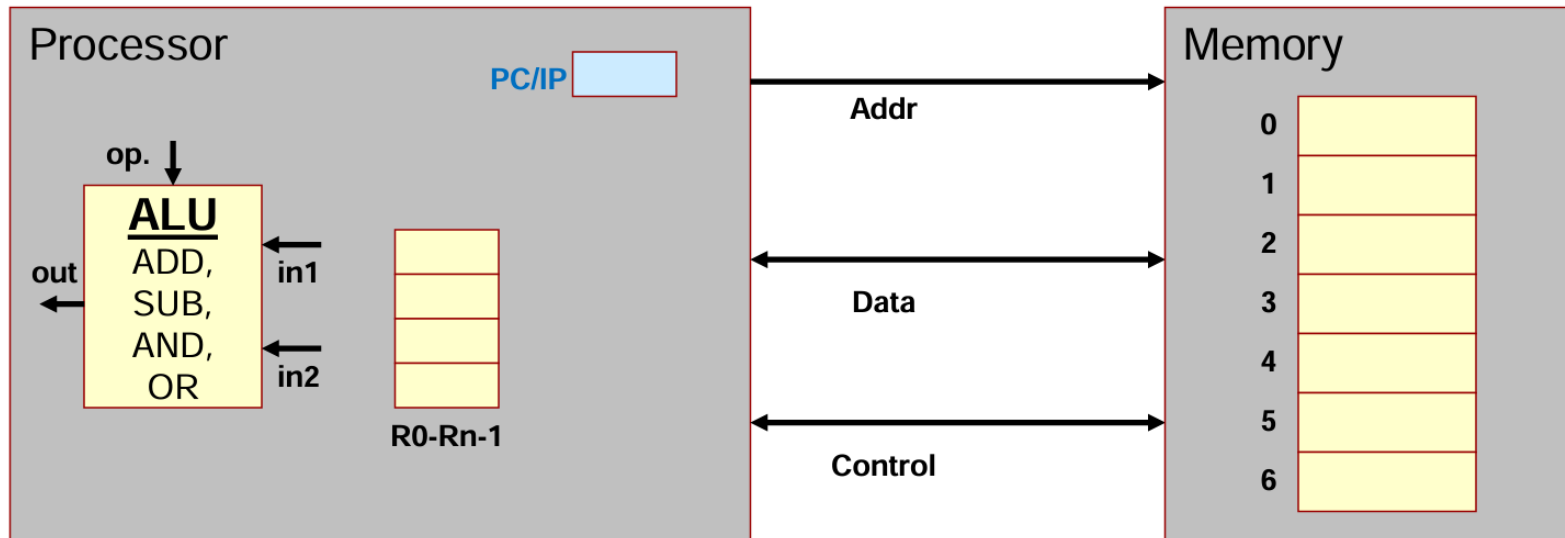 Processor
PC/IP
op.
ALU
ADD,
SUB,
AND,
OR
out
in1
in2
R0-Rn-1
Addr
Data
Control
Memory
0
1
2
3
4
5
6